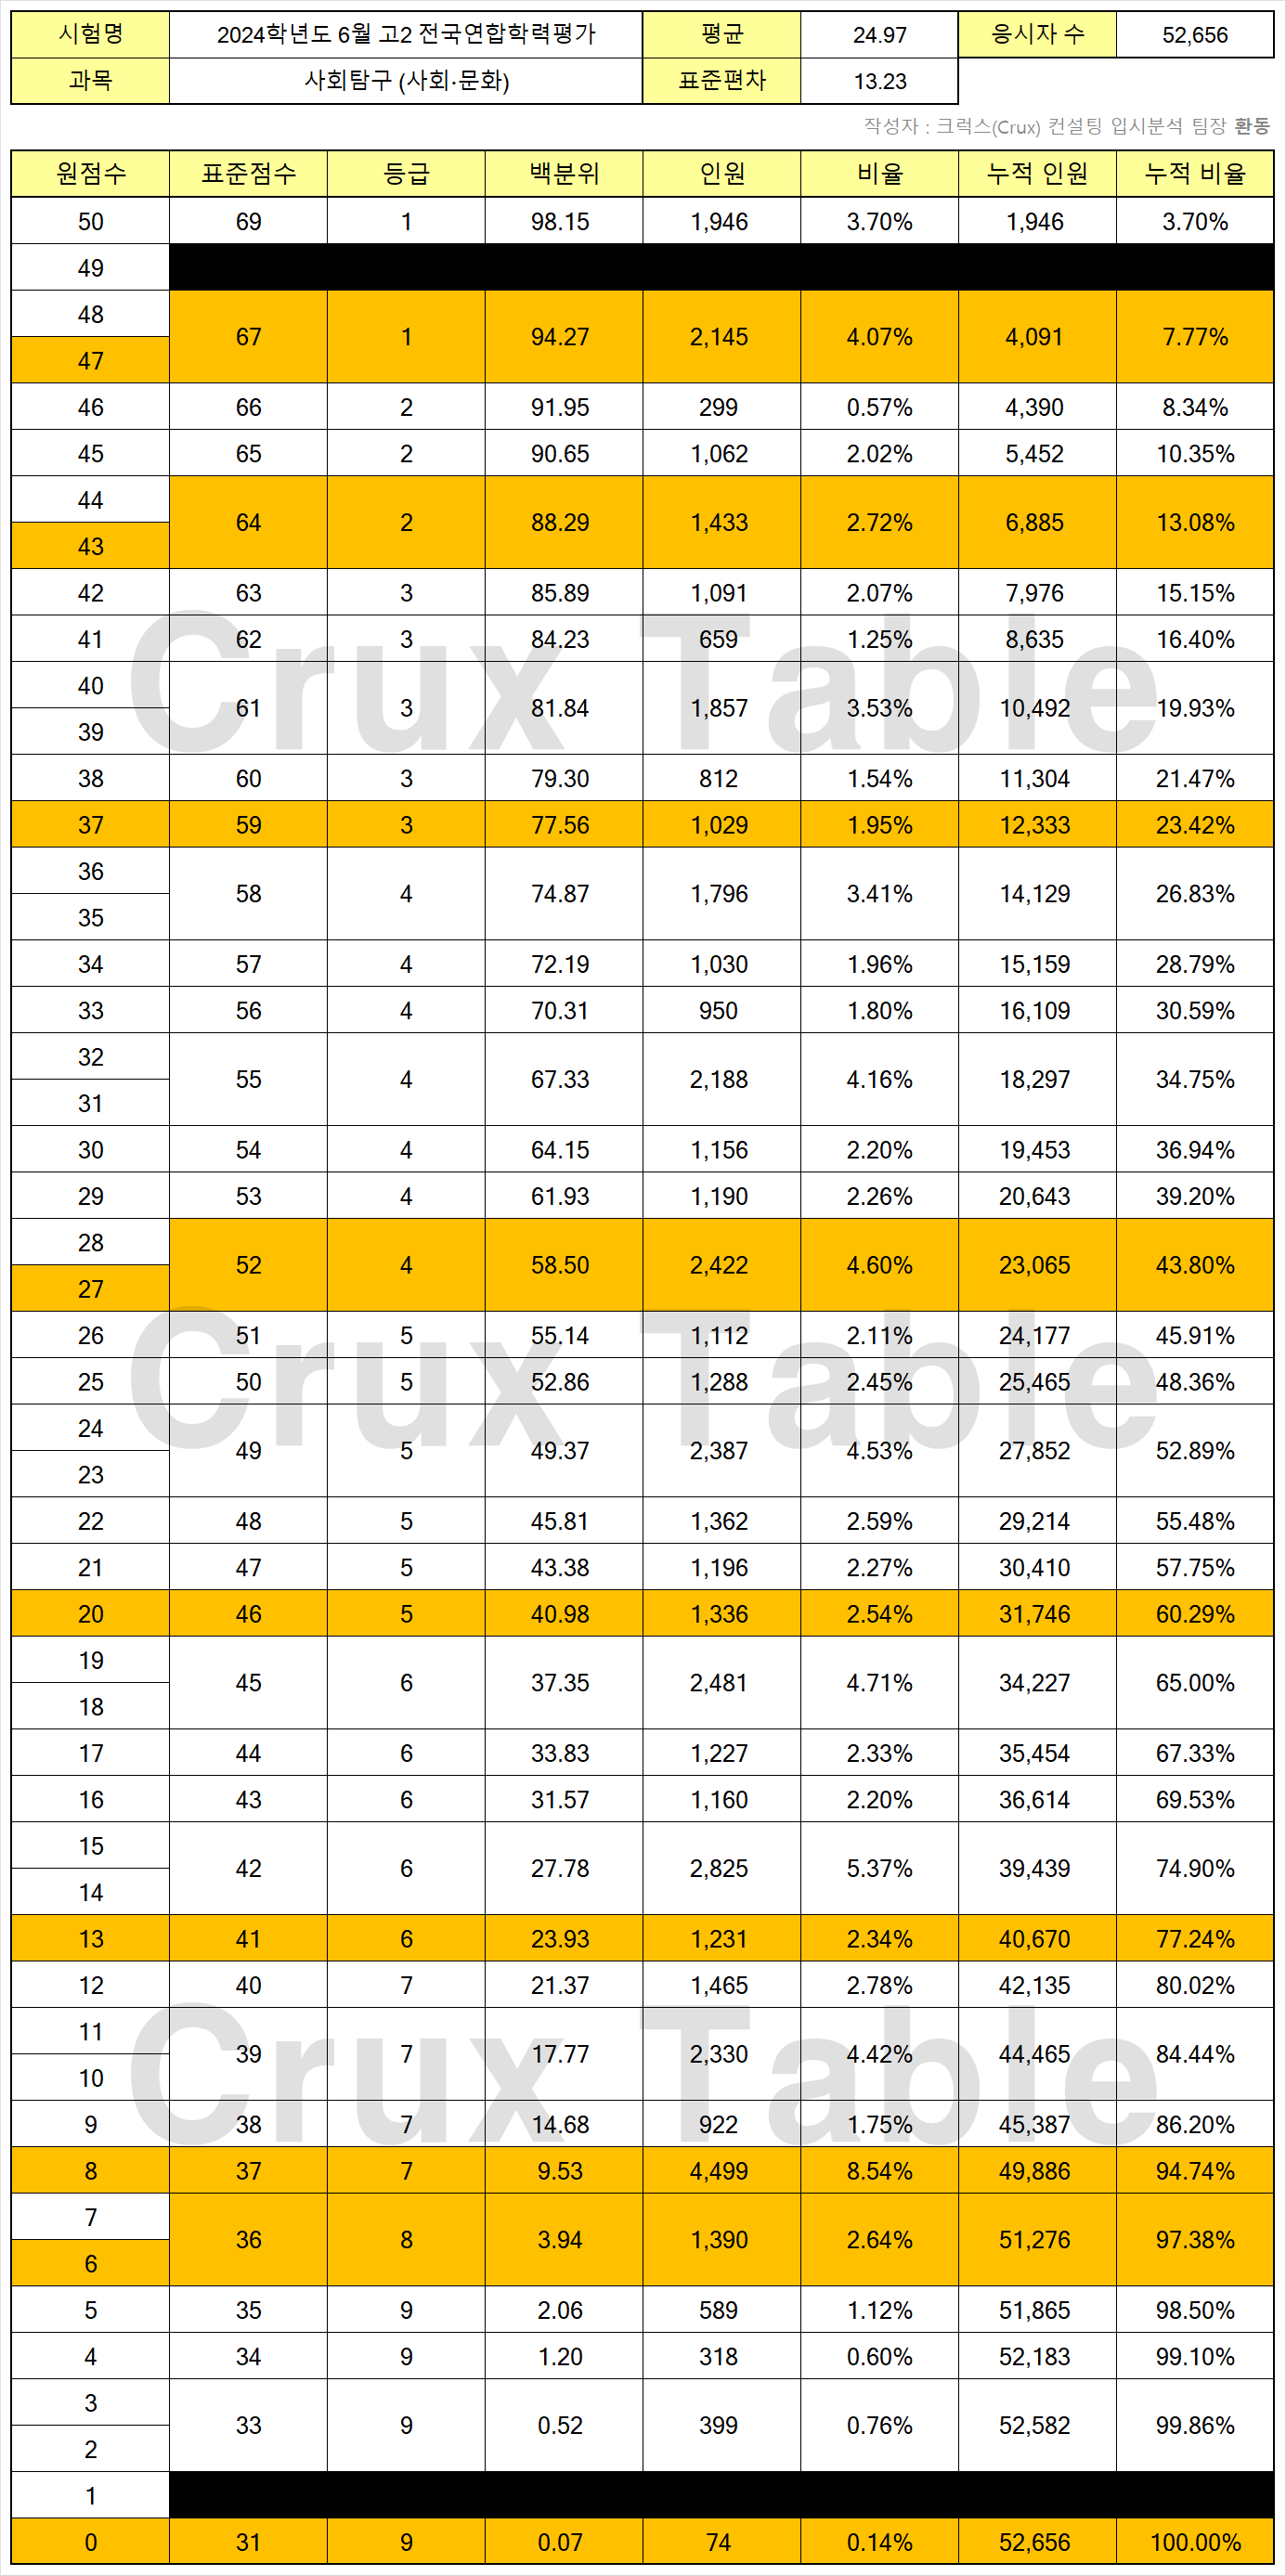 시험명 2024학년도 6월 고2 전국연합학력평가 평균 24.97 응시자 수 52,656
과목 사회탐구 (사회·문화) 표준편차 13.23
작성자 : 크럭스(Crux) 컨설팅 입시분석 팀장 환동
원점수 표준점수 등급 백분위 인원 비율 누적 인원 누적 비율
50 69 1 98.15 1,946 3.70% 1,946 3.70%
49
48
67 1 94.27 2,145 4.07% 4,091 7.77%
47
46 66 2 91.95 299 0.57% 4,390 8.34%
45 65 2 90.65 1,062 2.02% 5,452 10.35%
44
64 2 88.29 1,433 2.72% 6,885 13.08%
43
42 63 3 85.89 1,091 2.07% 7,976 15.15%
41 62 3 84.23 659 1.25% 8,635 16.40%
Crux Table
40
61 3 81.84 1,857 3.53% 10,492 19.93%
39
38 60 3 79.30 812 1.54% 11,304 21.47%
37 59 3 77.56 1,029 1.95% 12,333 23.42%
36
58 4 74.87 1,796 3.41% 14,129 26.83%
35
34 57 4 72.19 1,030 1.96% 15,159 28.79%
33 56 4 70.31 950 1.80% 16,109 30.59%
32
55 4 67.33 2,188 4.16% 18,297 34.75%
31
30 54 4 64.15 1,156 2.20% 19,453 36.94%
29 53 4 61.93 1,190 2.26% 20,643 39.20%
28
52 4 58.50 2,422 4.60% 23,065 43.80%
27
26 51 5 55.14 1,112 2.11% 24,177 45.91%
Crux Table
25 50 5 52.86 1,288 2.45% 25,465 48.36%
24
49 5 49.37 2,387 4.53% 27,852 52.89%
23
22 48 5 45.81 1,362 2.59% 29,214 55.48%
21 47 5 43.38 1,196 2.27% 30,410 57.75%
20 46 5 40.98 1,336 2.54% 31,746 60.29%
19
45 6 37.35 2,481 4.71% 34,227 65.00%
18
17 44 6 33.83 1,227 2.33% 35,454 67.33%
16 43 6 31.57 1,160 2.20% 36,614 69.53%
15
42 6 27.78 2,825 5.37% 39,439 74.90%
14
13 41 6 23.93 1,231 2.34% 40,670 77.24%
12 40 7 21.37 1,465 2.78% 42,135 80.02%
11
Crux Table
39 7 17.77 2,330 4.42% 44,465 84.44%
10
9 38 7 14.68 922 1.75% 45,387 86.20%
8 37 7 9.53 4,499 8.54% 49,886 94.74%
7
36 8 3.94 1,390 2.64% 51,276 97.38%
6
5 35 9 2.06 589 1.12% 51,865 98.50%
4 34 9 1.20 318 0.60% 52,183 99.10%
3
33 9 0.52 399 0.76% 52,582 99.86%
2
1
0 31 9 0.07 74 0.14% 52,656 100.00%